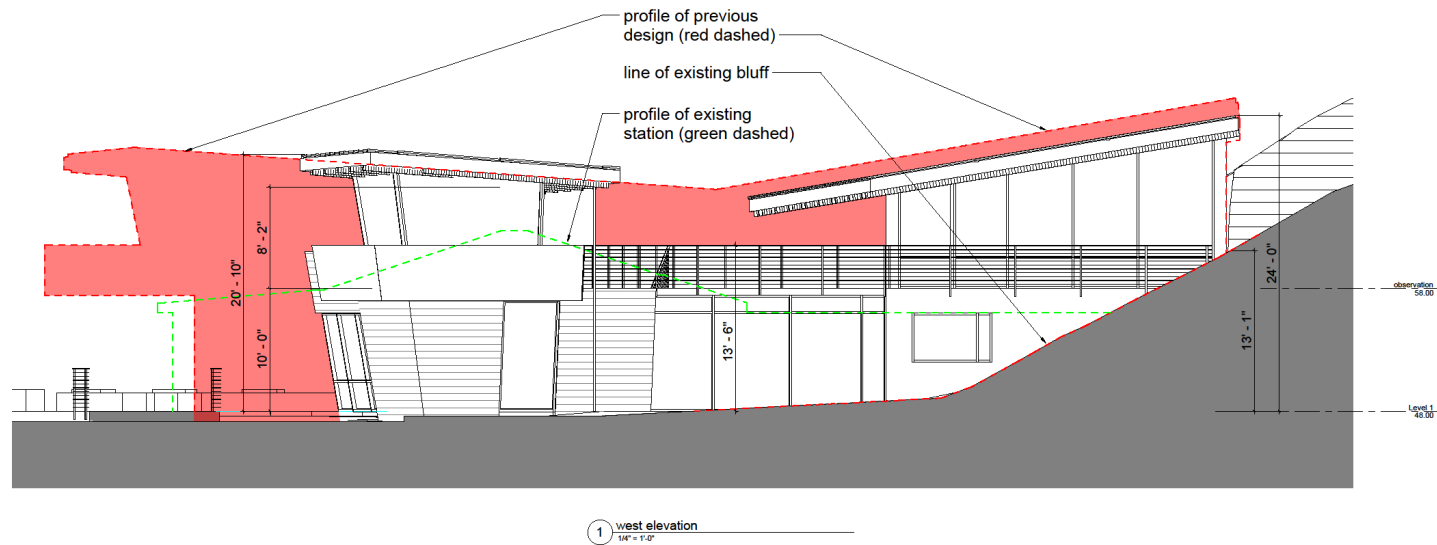 profile of previous
design (red dashed)
line of existing bluff
profile of existing
station (green dashed)
8' - 2"
20' - 10"
10' - 0"
13' - 6"
24' - 0"
13' - 1"
observation
58.00
Level 1
48.00
1
west elevation
1/4" = 1'-0"